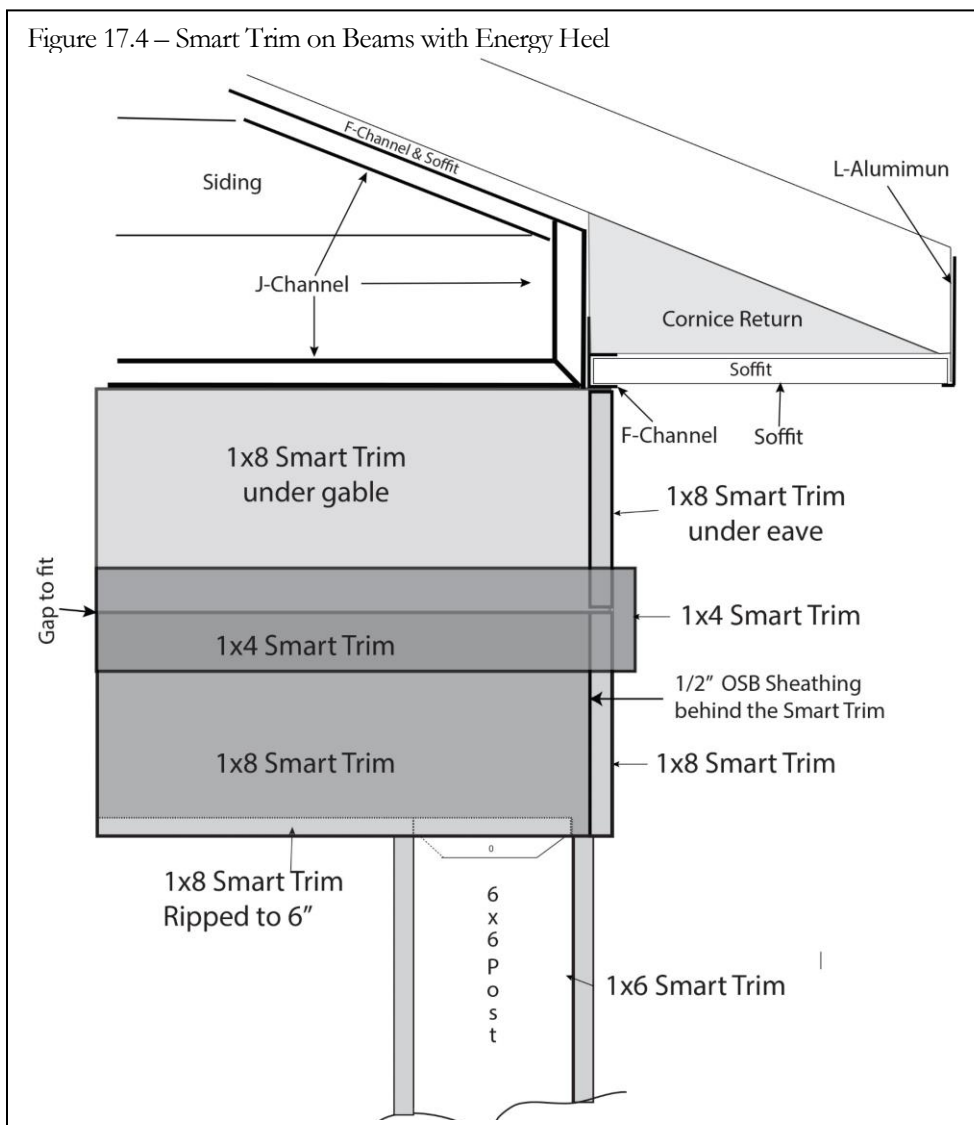 Figure 17.4 – Smart Trim on Beams with Energy Heel
F-Channel & Soffit
L-Alumimun
Siding
J-Channel
Cornice Return
Soffit
F-Channel
Soffit
1x8 Smart Trim
under gable
1x8 Smart Trim
under eave
Gap to fit
1x4 Smart Trim
1x4 Smart Trim
1/2" OSB Sheathing
behind the Smart Trim
1x8 Smart Trim
1x8 Smart Trim
0
1x8 Smart Trim
Ripped to 6"
6x6 Post
1x6 Smart Trim